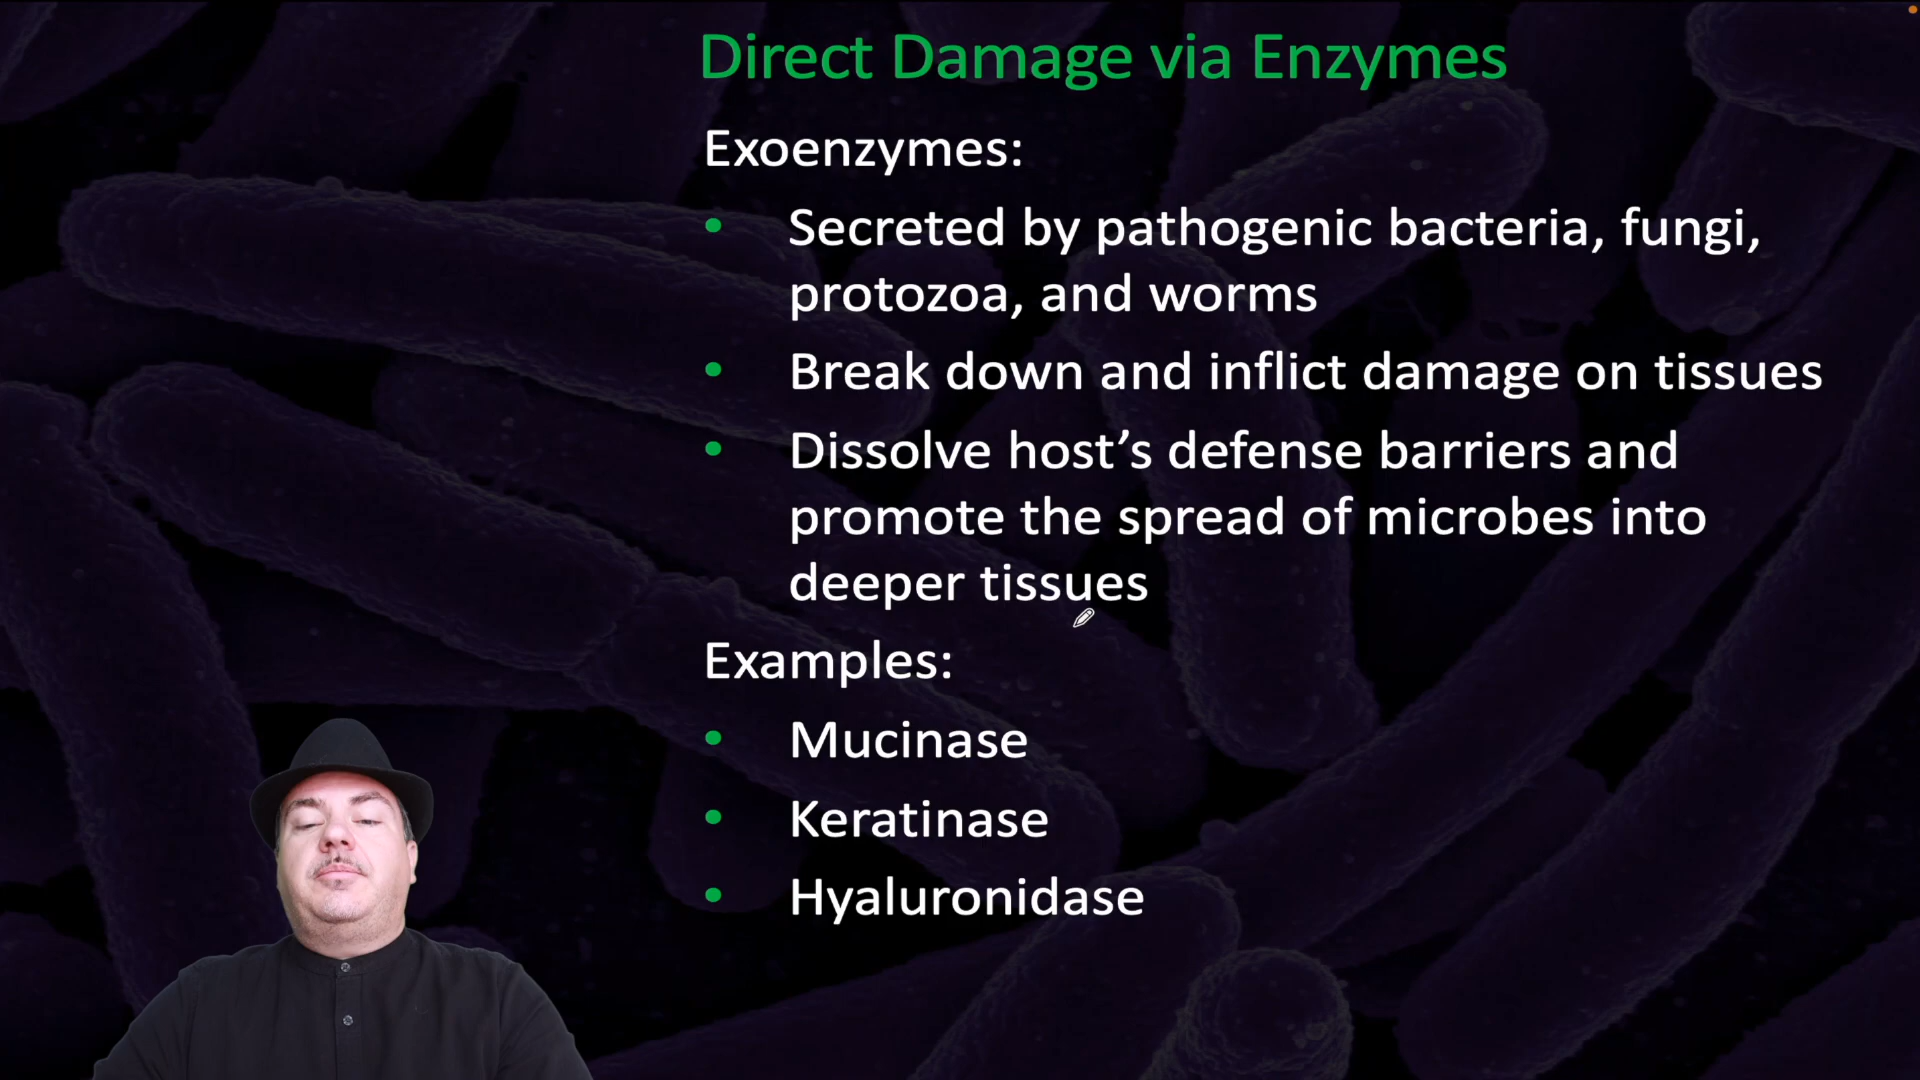 Direct Damage via Enzymes
Exoenzymes:
• Secreted by pathogenic bacteria, fungi,
protozoa, and worms
• Break down and inflict damage on tissues
• Dissolve host’s defense barriers and
promote the spread of microbes into
deeper tissues
Examples:
• Mucinase
• Keratinase
• Hyaluronidase